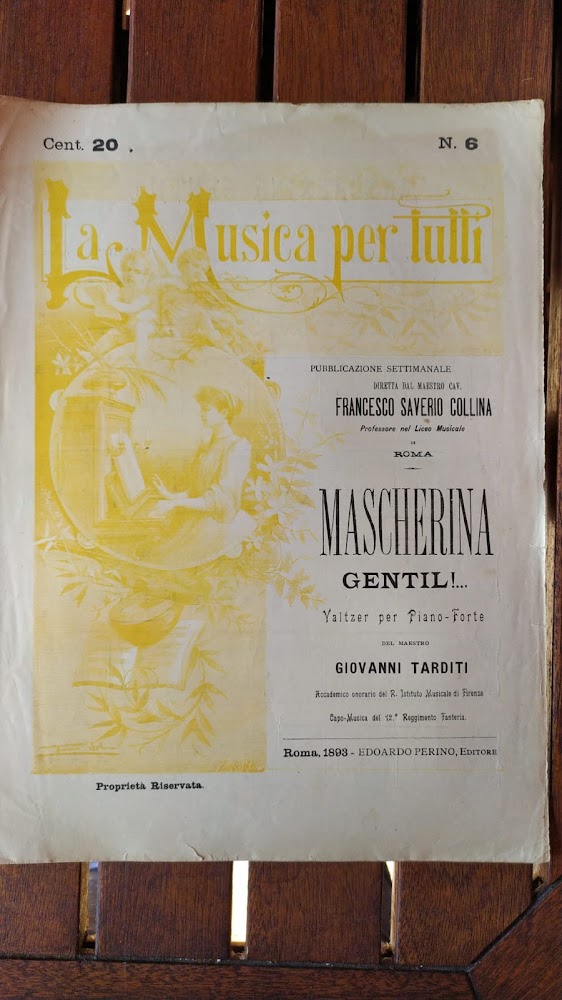 Cent. 20 .
N. 6
La Musica per tutti
PUBBLICAZIONE SETTIMANALE
DIRETTA DAL MAESTRO CAV.
FRANCESCO SAVERIO COLLINA
Professore nel Liceo Musicale
DI
ROMA
MASCHERINA
GENTIL!...
Valtzer per Piano-Forte
DEL MAESTRO
GIOVANNI TARDITI
Accademico onorario del R. Istituto Musicale di Firenze
Capo-Musica del 12.° Reggimento Fanteria.
Roma, 1893 - EDOARDO PERINO, EDITORE
Proprietà Riservata.